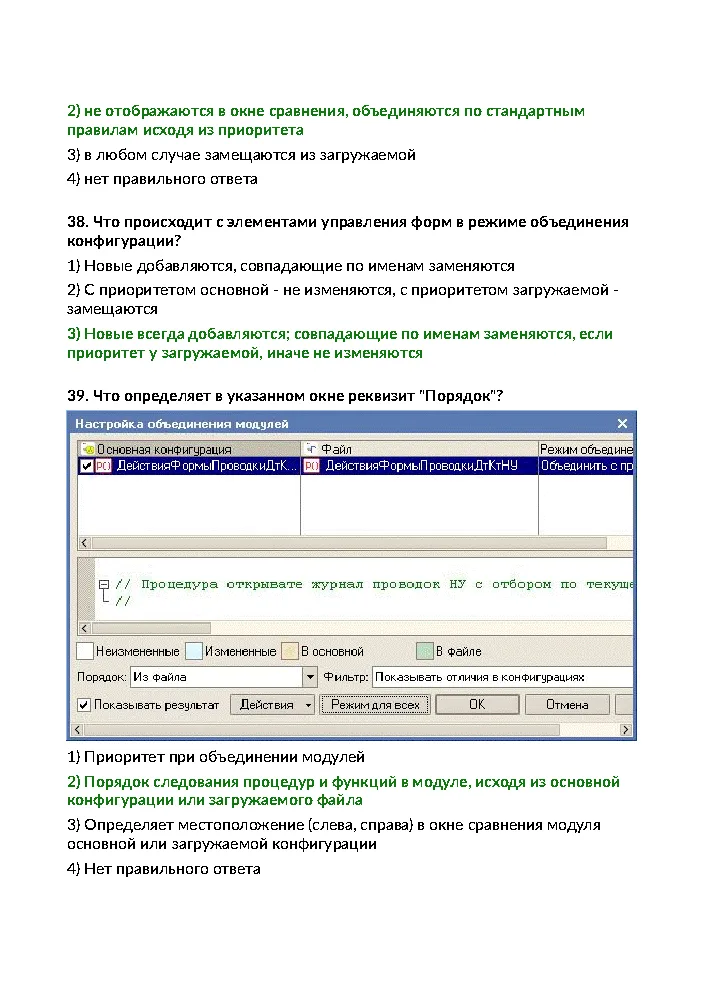 2) не отображаются в окне сравнения, объединяются по стандартным
правилам исходя из приоритета
3) в любом случае замещаются из загружаемой
4) нет правильного ответа
38. Что происходит с элементами управления форм в режиме объединения
конфигурации?
1) Новые добавляются, совпадающие по именам заменяются
2) С приоритетом основной - не изменяются, с приоритетом загружаемой -
замещаются
3) Новые всегда добавляются; совпадающие по именам заменяются, если
приоритет у загружаемой, иначе не изменяются
39. Что определяет в указанном окне реквизит "Порядок"?
Настройка объединения модулей
Основная конфигурация Файл Режим объедине
РО ДействияФормыПроводкиДтК... РО ДействияФормыПроводкиДтКтНУ Объединить с пр
// Процедура открывате журнал проводок НУ с отбором по текуще
//
Неизмененные Измененные В основной В файле
Порядок: Из файла Фильтр: Показывать отличия в конфигурациях
Показывать результат Действия Режим для всех OK Отмена
1) Приоритет при объединении модулей
2) Порядок следования процедур и функций в модуле, исходя из основной
конфигурации или загружаемого файла
3) Определяет местоположение (слева, справа) в окне сравнения модуля
основной или загружаемой конфигурации
4) Нет правильного ответа